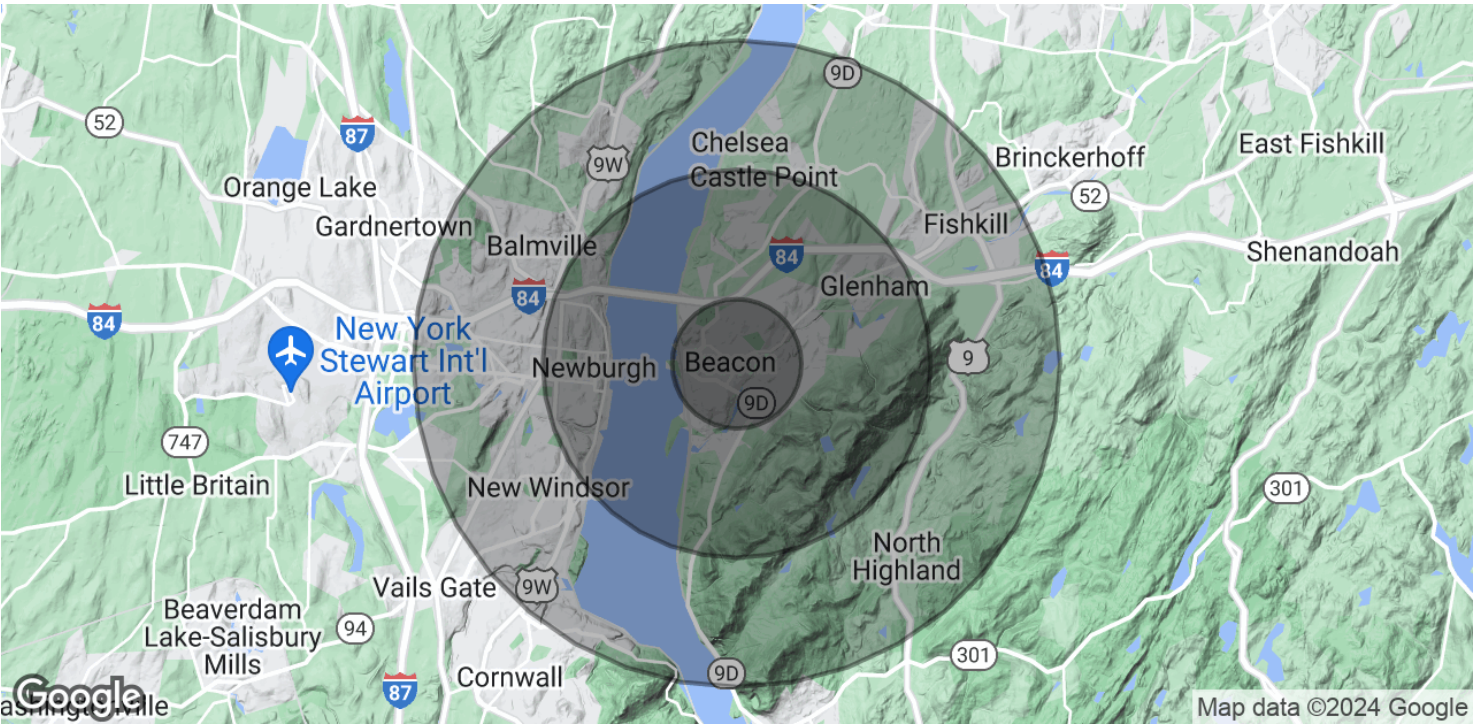 9D
52
87
Chelsea
East Fishkill
9W
Brinckerhoff
Castle Point
Orange Lake
52
Gardnertown
Fishkill
Balmville
84
Shenandoah
84
Glenham
84
84
New York
Stewart Int'l
Airport
Newburgh
Beacon
9
9D
747
Little Britain
New Windsor
301
North
Highland
Vails Gate
9W
Beaverdam
Lake-Salisbury
Mills
94
301
9D
Cornwall
87
Google
Map data ©2024 Google